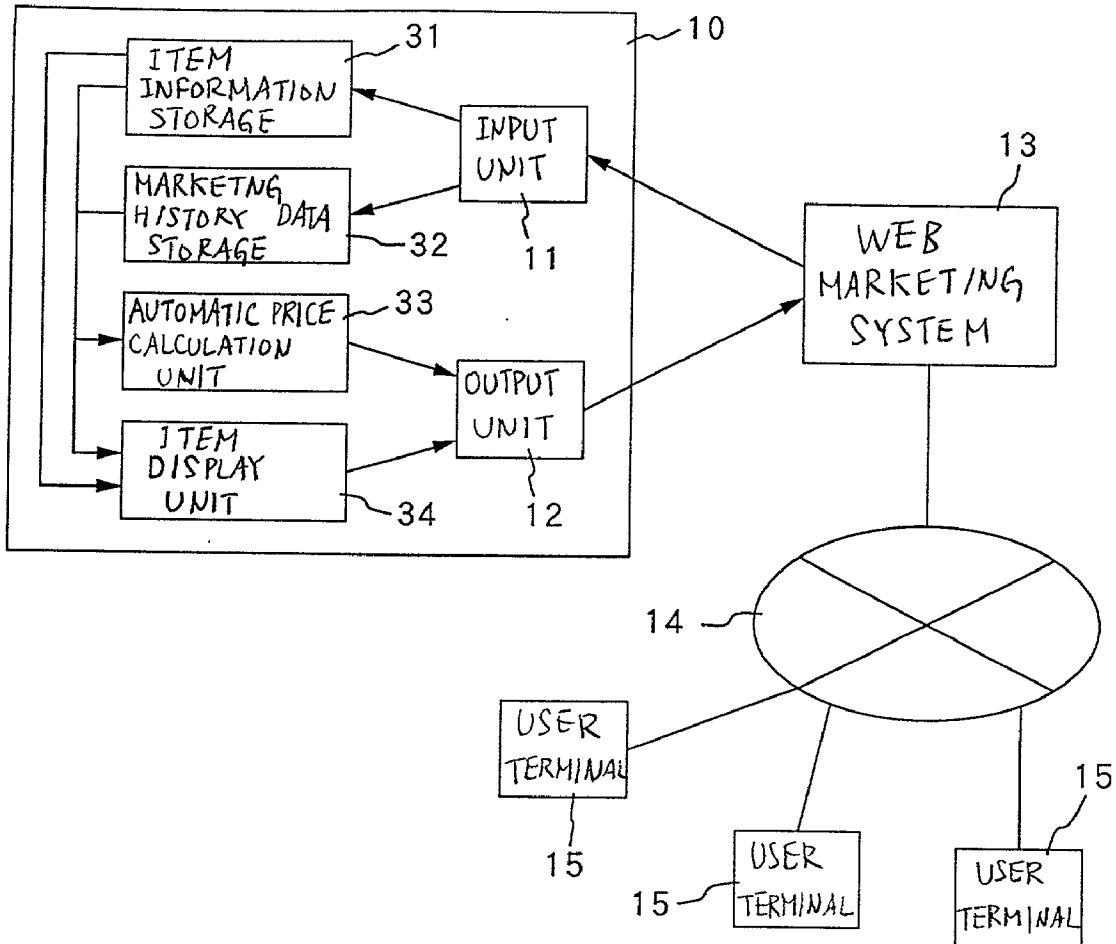 10
31
ITEM
INFORMATION
STORAGE
INPUT
UNIT
11
MARKETNG
HISTORY DATA
STORAGE
32
33
AUTOMATIC PRICE
CALCULATION
UNIT
OUTPUT
UNIT
12
ITEM
DISPLAY
UNIT
34
13
WEB
MARKETING
SYSTEM
14
USER
TERMINAL
15
USER
TERMINAL
15
USER
TERMINAL
15